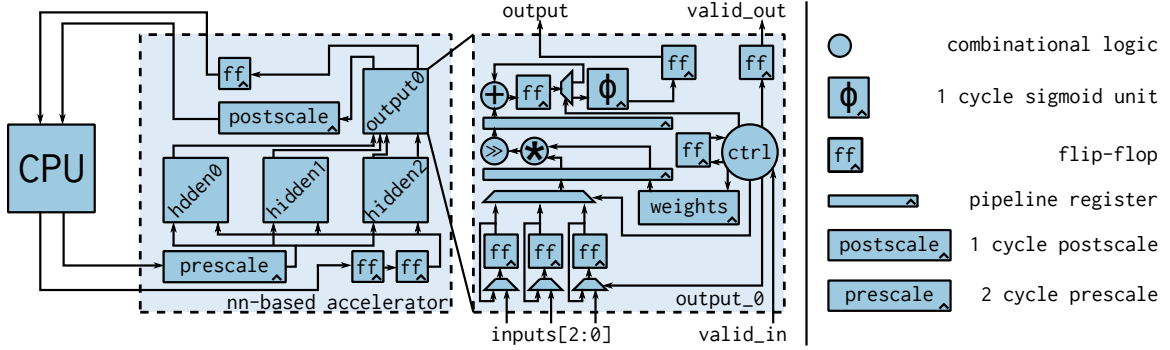 output
valid_out
ff
output0
postscale
CPU
hdden0
hidden1
hidden2
prescale
ff
ff
nn-based accelerator
+
ff
ϕ
ff
ff
≫
*
ff
ctrl
weights
ff
ff
ff
output_0
inputs[2:0]
valid_in
combinational logic
ϕ
1 cycle sigmoid unit
ff
flip-flop
pipeline register
postscale
1 cycle postscale
prescale
2 cycle prescale